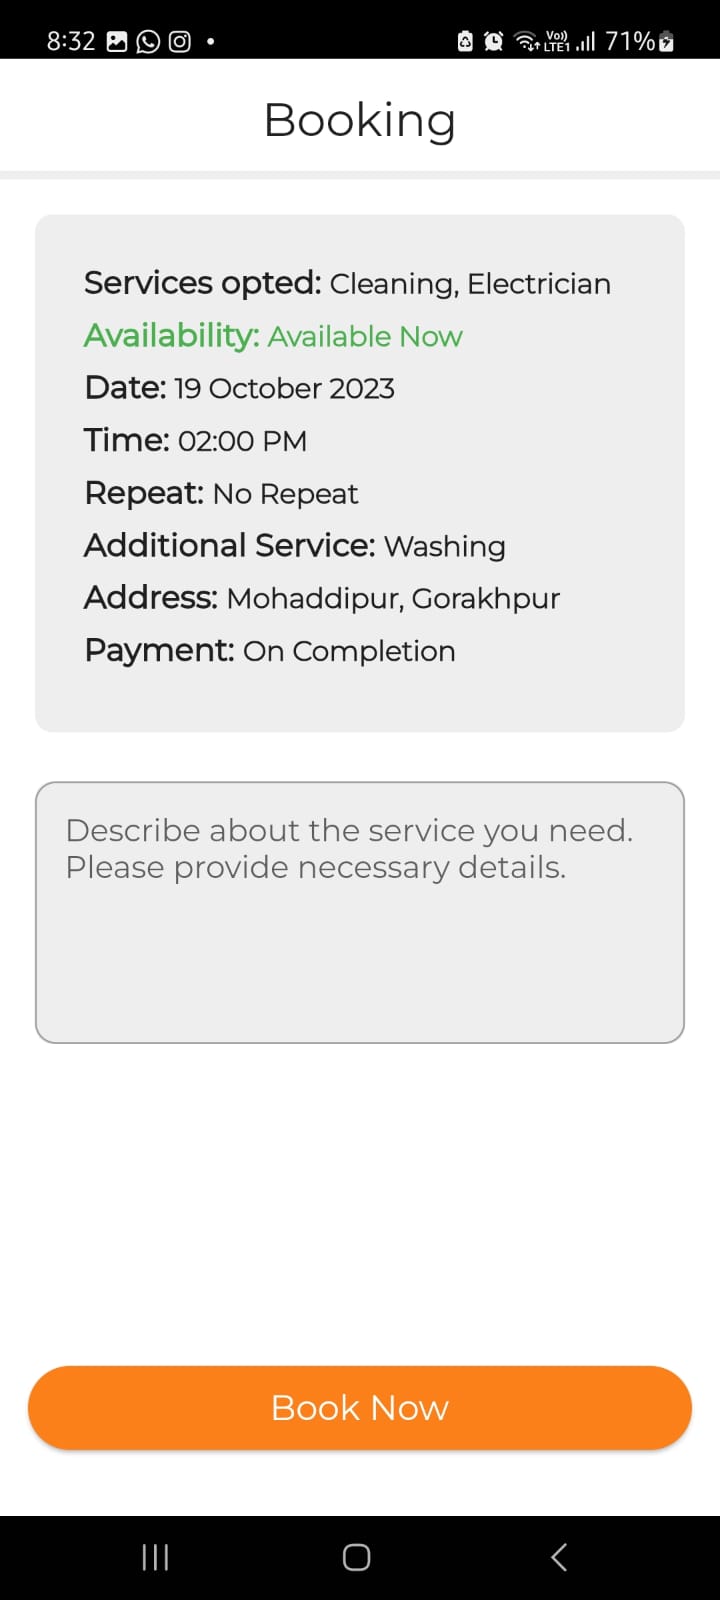 8:32 Vo)) LTE1 71%
Booking
Services opted: Cleaning, Electrician
Availability: Available Now
Date: 19 October 2023
Time: 02:00 PM
Repeat: No Repeat
Additional Service: Washing
Address: Mohaddipur, Gorakhpur
Payment: On Completion
Describe about the service you need.
Please provide necessary details.
Book Now